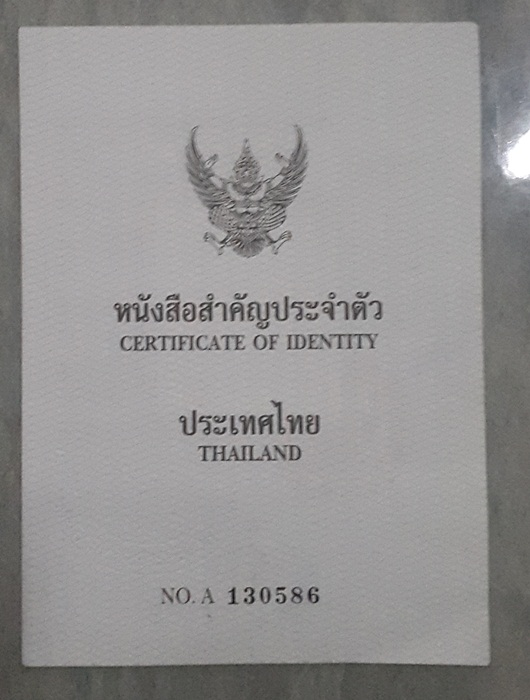 หนังสือสำคัญประจำตัว
CERTIFICATE OF IDENTITY
ประเทศไทย
THAILAND
NO. A 130586